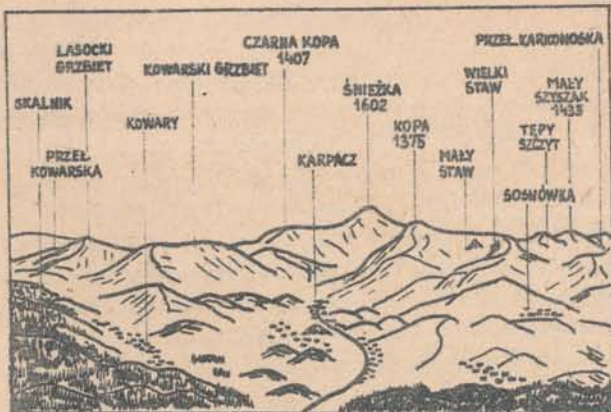 SKALNIK
PRZEŁ.
KOWARSKA
LASOCKI
GRZBIET
KOWARY
KOWARSKI GRZBIET
CZARNA KOPA
1407
KARPACZ
ŚNIEŻKA
1602
KOPA
1375
MAŁY
STAW
WIELKI
STAW
TĘPY
SZCZYT
SOSNÓWKA
MAŁY
SZYSZAK
1435
PRZEŁ. KARKONOSKA